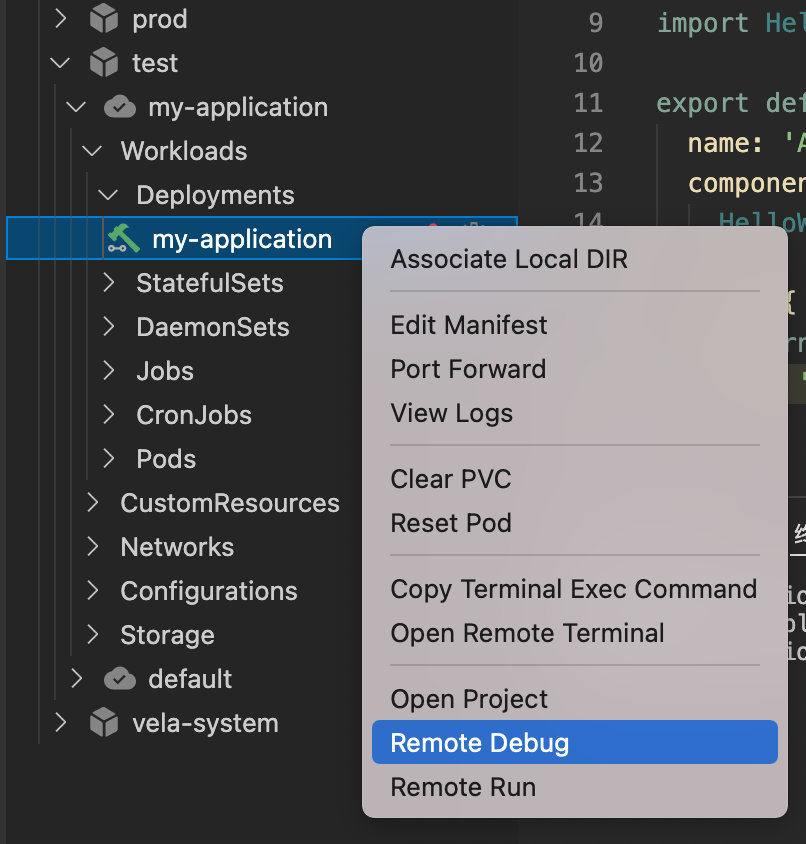 prod
test
my-application
Workloads
Deployments
my-application
StatefulSets
DaemonSets
Jobs
CronJobs
Pods
CustomResources
Networks
Configurations
Storage
default
vela-system
Associate Local DIR
Edit Manifest
Port Forward
View Logs
Clear PVC
Reset Pod
Copy Terminal Exec Command
Open Remote Terminal
Open Project
Remote Debug
Remote Run
9 import Hel
10
11 export def
12 name: 'A
13 componen
14 HelloW